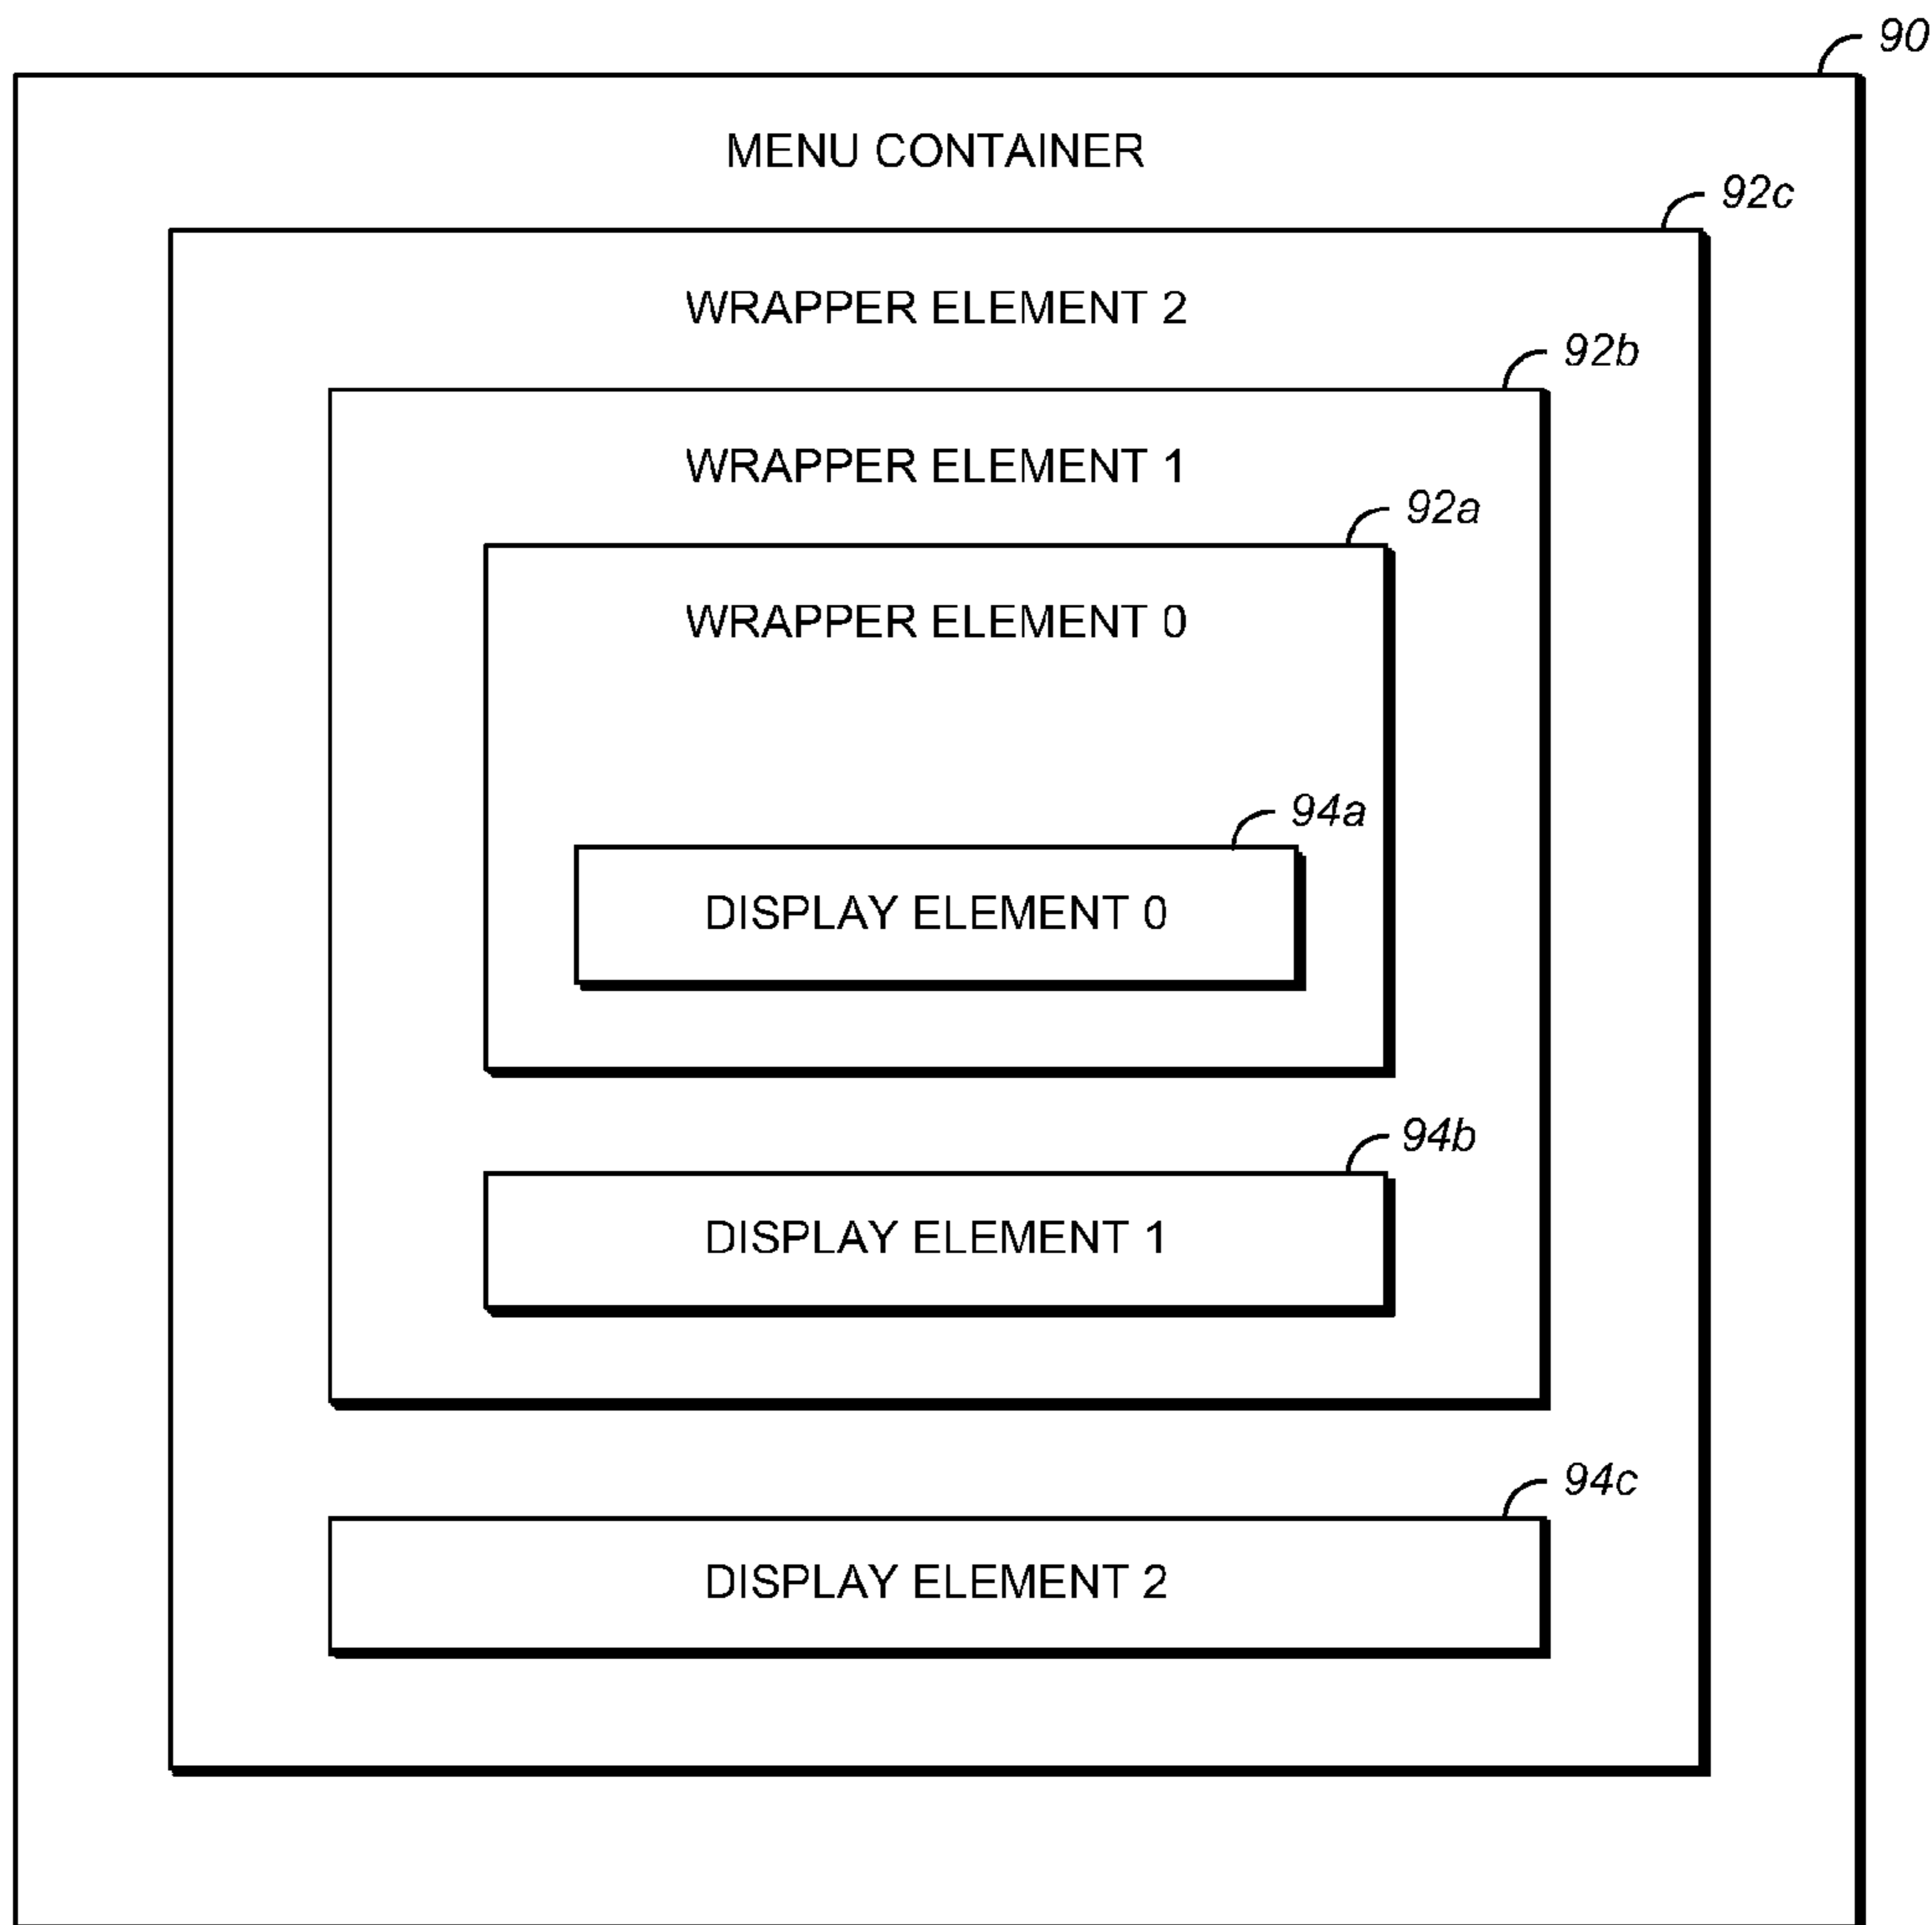 90
MENU CONTAINER
92c
WRAPPER ELEMENT 2
92b
WRAPPER ELEMENT 1
92a
WRAPPER ELEMENT 0
94a
DISPLAY ELEMENT 0
94b
DISPLAY ELEMENT 1
94c
DISPLAY ELEMENT 2